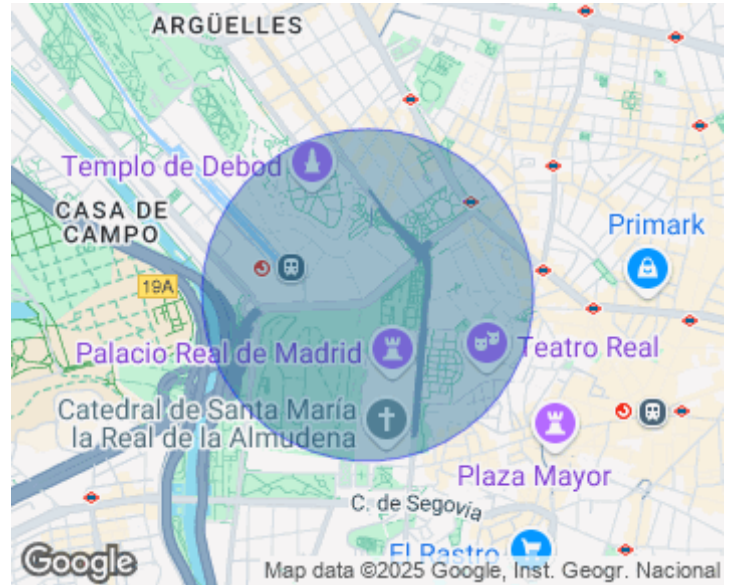 ARGÜELLES
Templo de Debod
CASA DE
CAMPO
Primark
19A
Palacio Real de Madrid
Teatro Real
Catedral de Santa María
la Real de la Almudena
Plaza Mayor
C. de Segovia
El Rastro
Google
Map data ©2025 Google, Inst. Geogr. Nacional